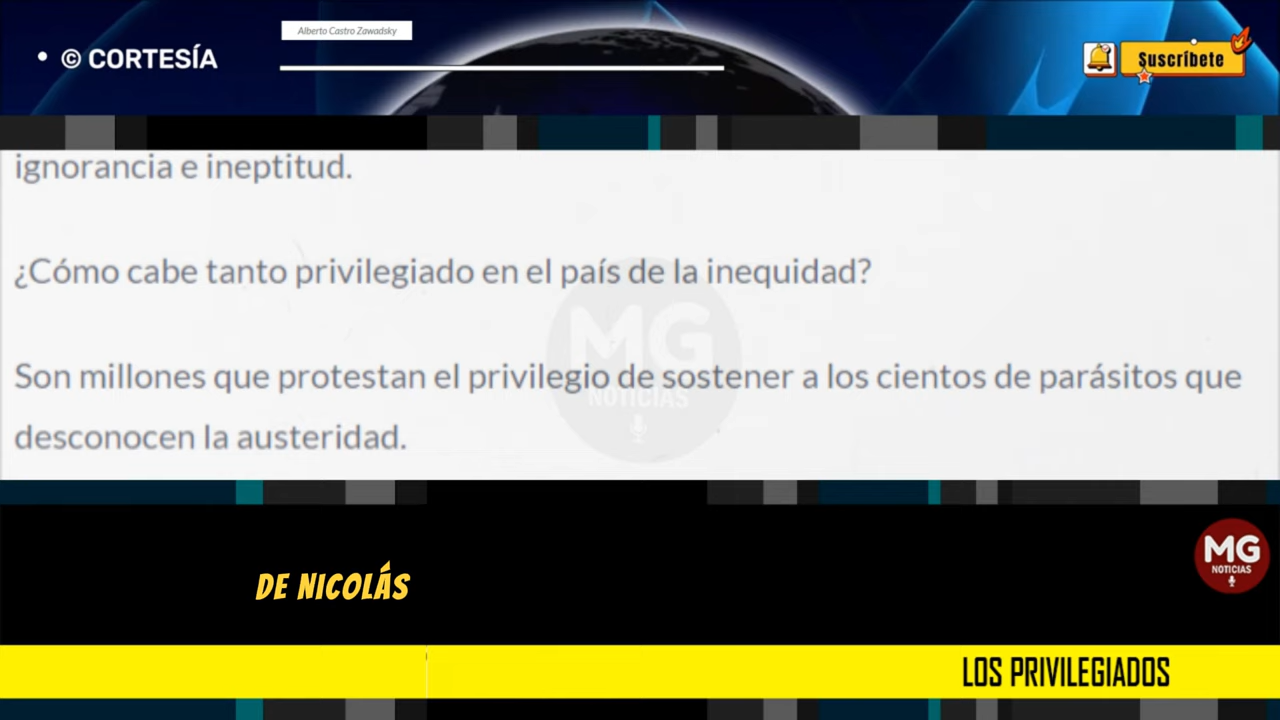 Alberto Castro Zawadsky
• © CORTESÍA
Suscríbete
ignorancia e ineptitud.
¿Cómo cabe tanto privilegiado en el país de la inequidad?
MG
NOTICIAS
Son millones que protestan el privilegio de sostener a los cientos de parásitos que
desconocen la austeridad.
MG
NOTICIAS
DE NICOLÁS
LOS PRIVILEGIADOS